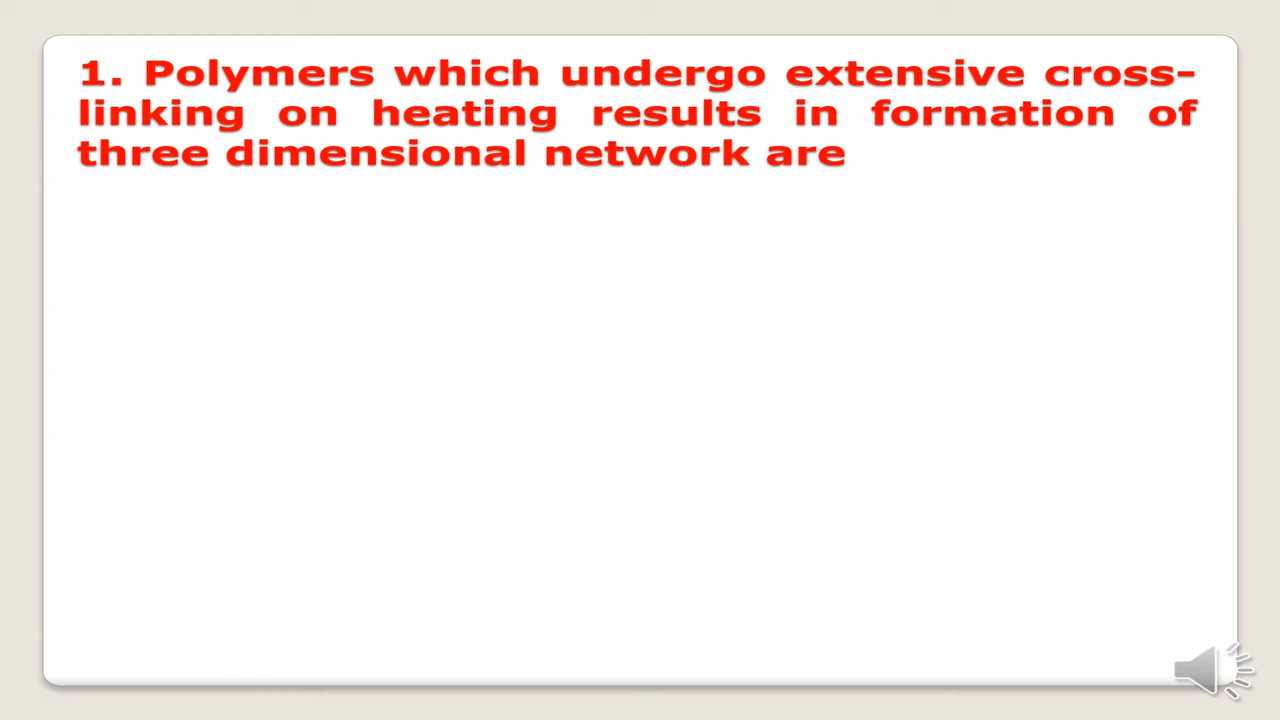 1. Polymers which undergo extensive cross-
linking on heating results in formation of
three dimensional network are